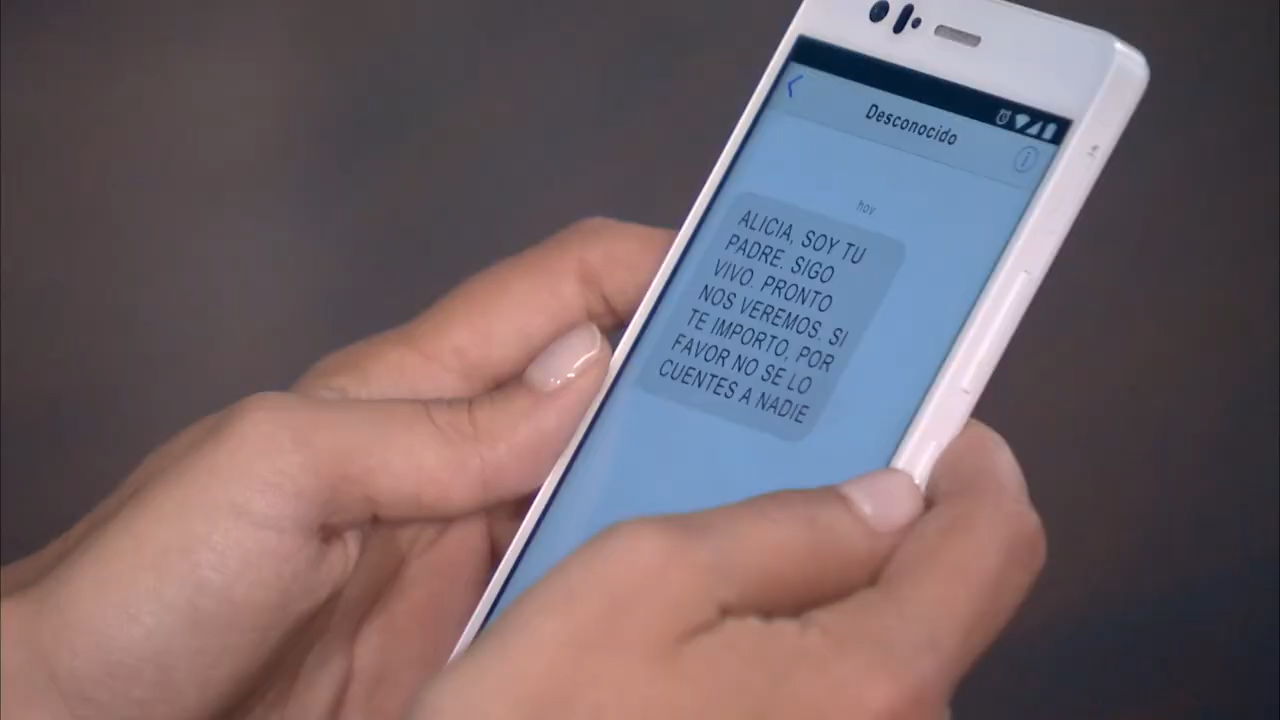 Desconocido
hoy
ALICIA, SOY TU
PADRE. SIGO
VIVO. PRONTO
NOS VEREMOS. SI
TE IMPORTO, POR
FAVOR NO SE LO
CUENTES A NADIE